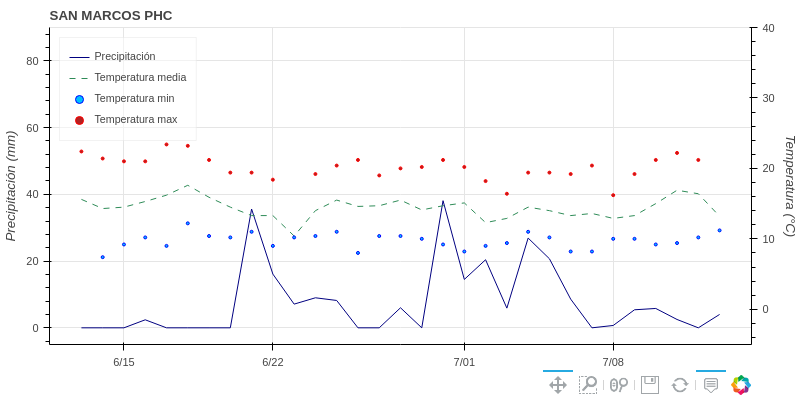 SAN MARCOS PHC
Precipitación
Temperatura media
Temperatura min
Temperatura max
Precipitación (mm)
80
60
40
20
0
40
30
20
10
0
Temperatura (°C)
6/15 6/22 7/01 7/08